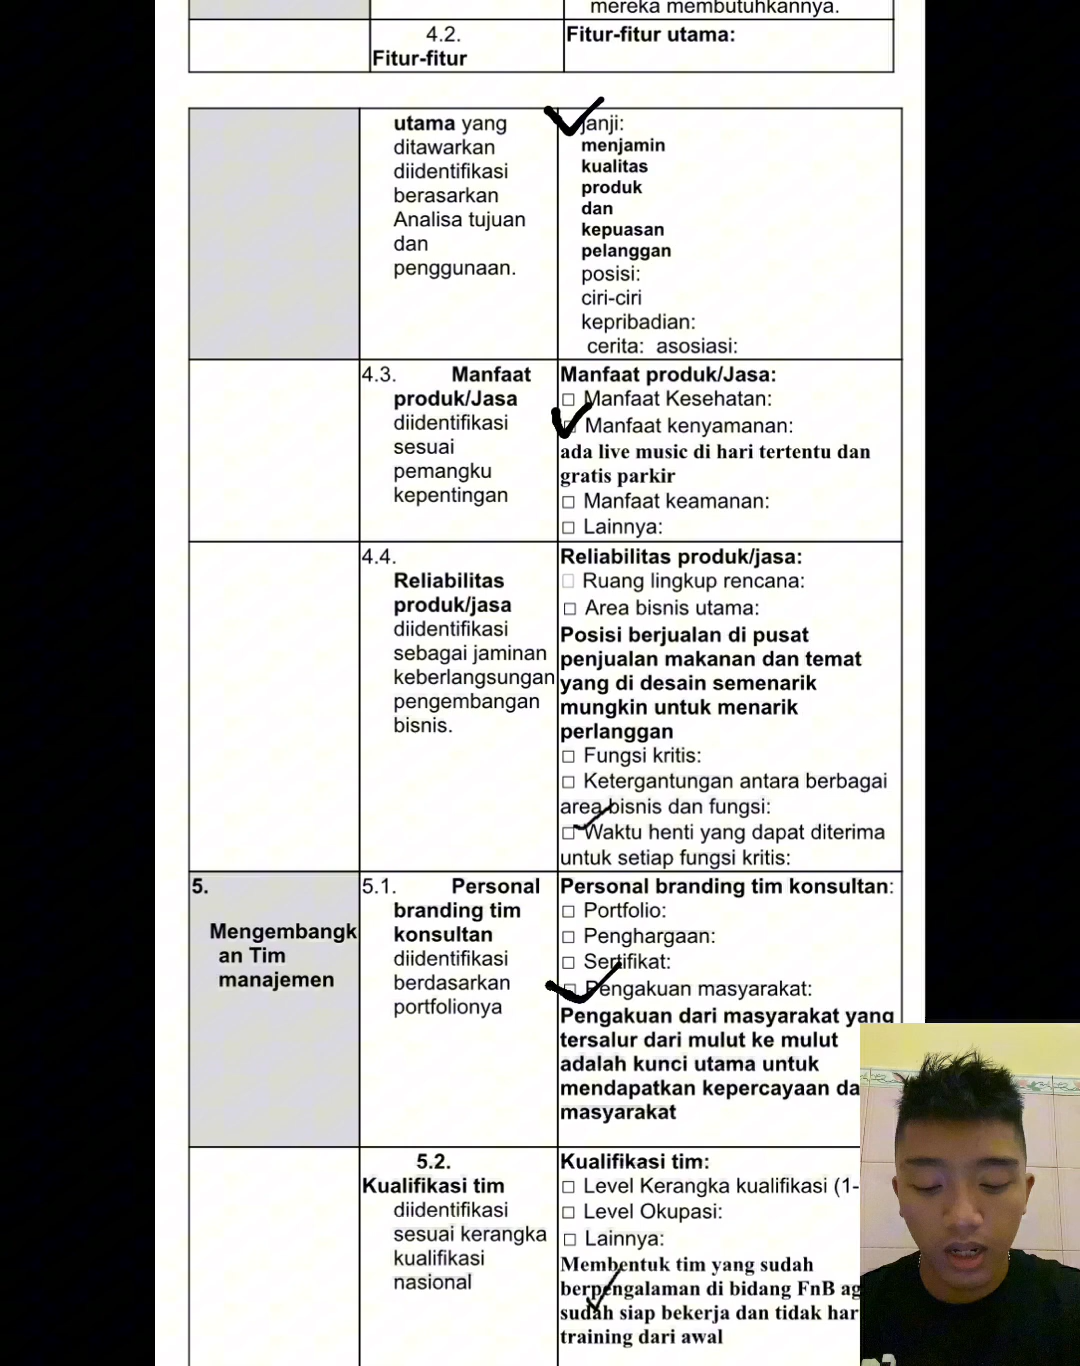 mereka membutuhkannya.
4.2.
Fitur-fitur
Fitur-fitur utama:
utama yang
ditawarkan
diidentifikasi
berasarkan
Analisa tujuan
dan
penggunaan.
janji:
menjamin
kualitas
produk
dan
kepuasan
pelanggan
posisi:
ciri-ciri
kepribadian:
cerita: asosiasi:
4.3. Manfaat
produk/Jasa
diidentifikasi
sesuai
pemangku
kepentingan
Manfaat produk/Jasa:
☐ Manfaat Kesehatan:
☐ Manfaat kenyamanan:
ada live music di hari tertentu dan
gratis parkir
☐ Manfaat keamanan:
☐ Lainnya:
4.4.
Reliabilitas
produk/jasa
diidentifikasi
sebagai jaminan
keberlangsungan
pengembangan
bisnis.
Reliabilitas produk/jasa:
☐ Ruang lingkup rencana:
☐ Area bisnis utama:
Posisi berjualan di pusat
penjualan makanan dan temat
yang di desain semenarik
mungkin untuk menarik
perlanggan
☐ Fungsi kritis:
☐ Ketergantungan antara berbagai
area bisnis dan fungsi:
☐ Waktu henti yang dapat diterima
untuk setiap fungsi kritis:
5.
Mengembangk
an Tim
manajemen
5.1. Personal
branding tim
konsultan
diidentifikasi
berdasarkan
portfolionya
Personal branding tim konsultan:
☐ Portfolio:
☐ Penghargaan:
☐ Sertifikat:
☐ Pengakuan masyarakat:
Pengakuan dari masyarakat yang
tersalur dari mulut ke mulut
adalah kunci utama untuk
mendapatkan kepercayaan da
masyarakat
5.2.
Kualifikasi tim
diidentifikasi
sesuai kerangka
kualifikasi
nasional
Kualifikasi tim:
☐ Level Kerangka kualifikasi (1-
☐ Level Okupasi:
☐ Lainnya:
Membentuk tim yang sudah
berpengalaman di bidang FnB ag
sudah siap bekerja dan tidak har
training dari awal